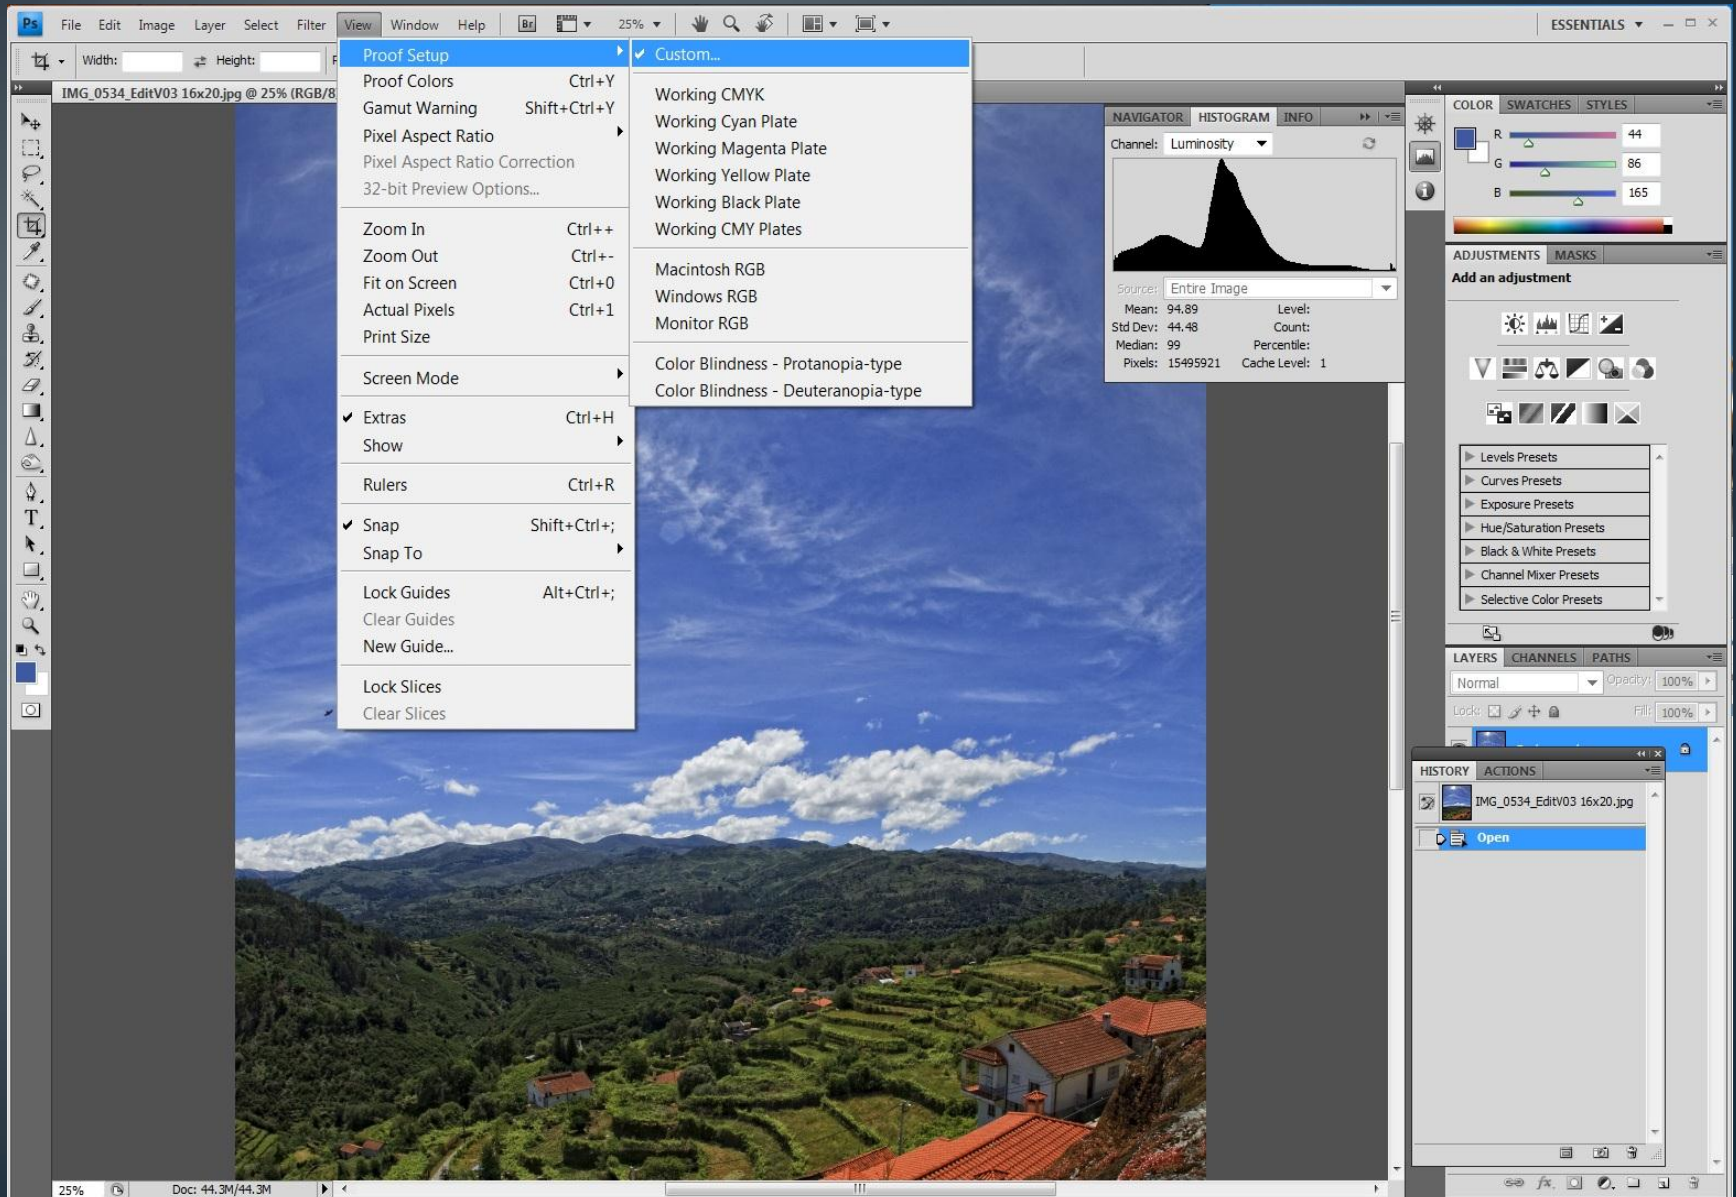 Ps File Edit Image Layer Select Filter View Window Help Br 25% ESSENTIALS
Width: Height:
IMG_0534_EditV03 16x20.jpg @ 25% (RGB/8
Proof Setup
Proof Colors Ctrl+Y
Gamut Warning Shift+Ctrl+Y
Pixel Aspect Ratio
Pixel Aspect Ratio Correction
32-bit Preview Options...
Zoom In Ctrl++
Zoom Out Ctrl+-
Fit on Screen Ctrl+0
Actual Pixels Ctrl+1
Print Size
Screen Mode
Extras Ctrl+H
Show
Rulers Ctrl+R
Snap Shift+Ctrl+;
Snap To
Lock Guides Alt+Ctrl+;
Clear Guides
New Guide...
Lock Slices
Clear Slices
Custom...
Working CMYK
Working Cyan Plate
Working Magenta Plate
Working Yellow Plate
Working Black Plate
Working CMY Plates
Macintosh RGB
Windows RGB
Monitor RGB
Color Blindness - Protanopia-type
Color Blindness - Deuteranopia-type
NAVIGATOR HISTOGRAM INFO
Channel: Luminosity
Source: Entire Image
Mean: 94.89 Level:
Std Dev: 44.48 Count:
Median: 99 Percentile:
Pixels: 15495921 Cache Level: 1
COLOR SWATCHES STYLES
R 44
G 86
B 165
ADJUSTMENTS MASKS
Add an adjustment
Levels Presets
Curves Presets
Exposure Presets
Hue/Saturation Presets
Black & White Presets
Channel Mixer Presets
Selective Color Presets
LAYERS CHANNELS PATHS
Normal Opacity: 100%
Lock: Fill: 100%
HISTORY ACTIONS
IMG_0534_EditV03 16x20.jpg
Open
25% Doc: 44.3M/44.3M
fx